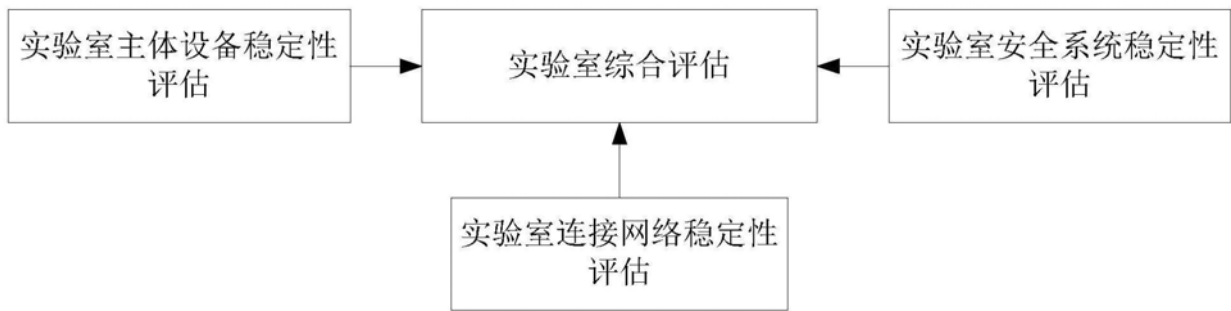 实验室主体设备稳定性
评估
实验室综合评估
实验室安全系统稳定性
评估
实验室连接网络稳定性
评估